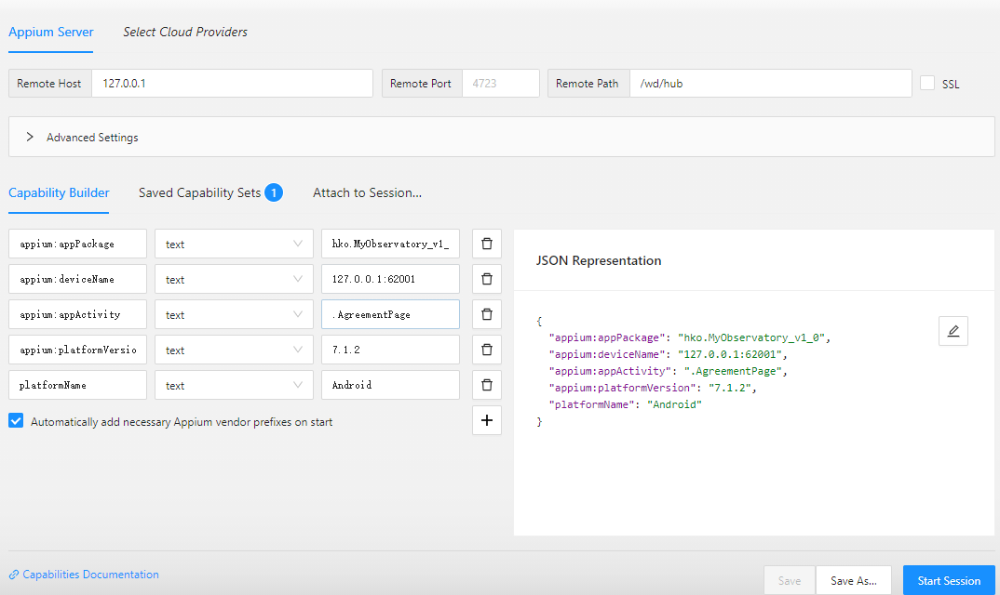 Appium Server Select Cloud Providers
Remote Host 127.0.0.1 Remote Port 4723 Remote Path /wd/hub SSL
Advanced Settings
Capability Builder Saved Capability Sets 1 Attach to Session...
appium:appPackage text hko.MyObservatory_v1_
appium:deviceName text 127.0.0.1:62001
appium:appActivity text .AgreementPage
appium:platformVersio text 7.1.2
platformName text Android
Automatically add necessary Appium vendor prefixes on start
JSON Representation
{
"appium:appPackage": "hko.MyObservatory_v1_0",
"appium:deviceName": "127.0.0.1:62001",
"appium:appActivity": ".AgreementPage",
"appium:platformVersion": "7.1.2",
"platformName": "Android"
}
Capabilities Documentation Save Save As... Start Session